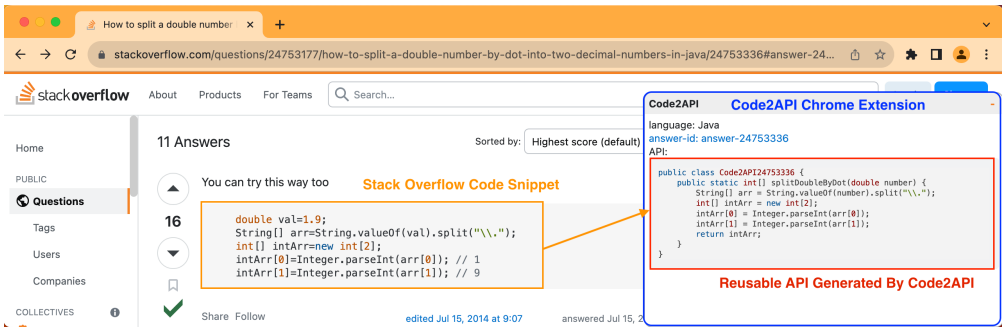 How to split a double number
stackoverflow.com/questions/24753177/how-to-split-a-double-number-by-dot-into-two-decimal-numbers-in-java/24753336#answer-24...
stackoverflow
About
Products
For Teams
Search...
Home
PUBLIC
Questions
Tags
Users
Companies
COLLECTIVES
11 Answers
Sorted by:
Highest score (default)
16
You can try this way too
Stack Overflow Code Snippet
double val=1.9;
String[] arr=String.valueOf(val).split("\\.");
int[] intArr=new int[2];
intArr[0]=Integer.parseInt(arr[0]); // 1
intArr[1]=Integer.parseInt(arr[1]); // 9
Share Follow
edited Jul 15, 2014 at 9:07
answered Jul 15, 2
Code2API
Code2API Chrome Extension
-
language: Java
answer-id: answer-24753336
API:
public class Code2API24753336 {
public static int[] splitDoubleByDot(double number) {
String[] arr = String.valueOf(number).split("\\.");
int[] intArr = new int[2];
intArr[0] = Integer.parseInt(arr[0]);
intArr[1] = Integer.parseInt(arr[1]);
return intArr;
}
}
Reusable API Generated By Code2API